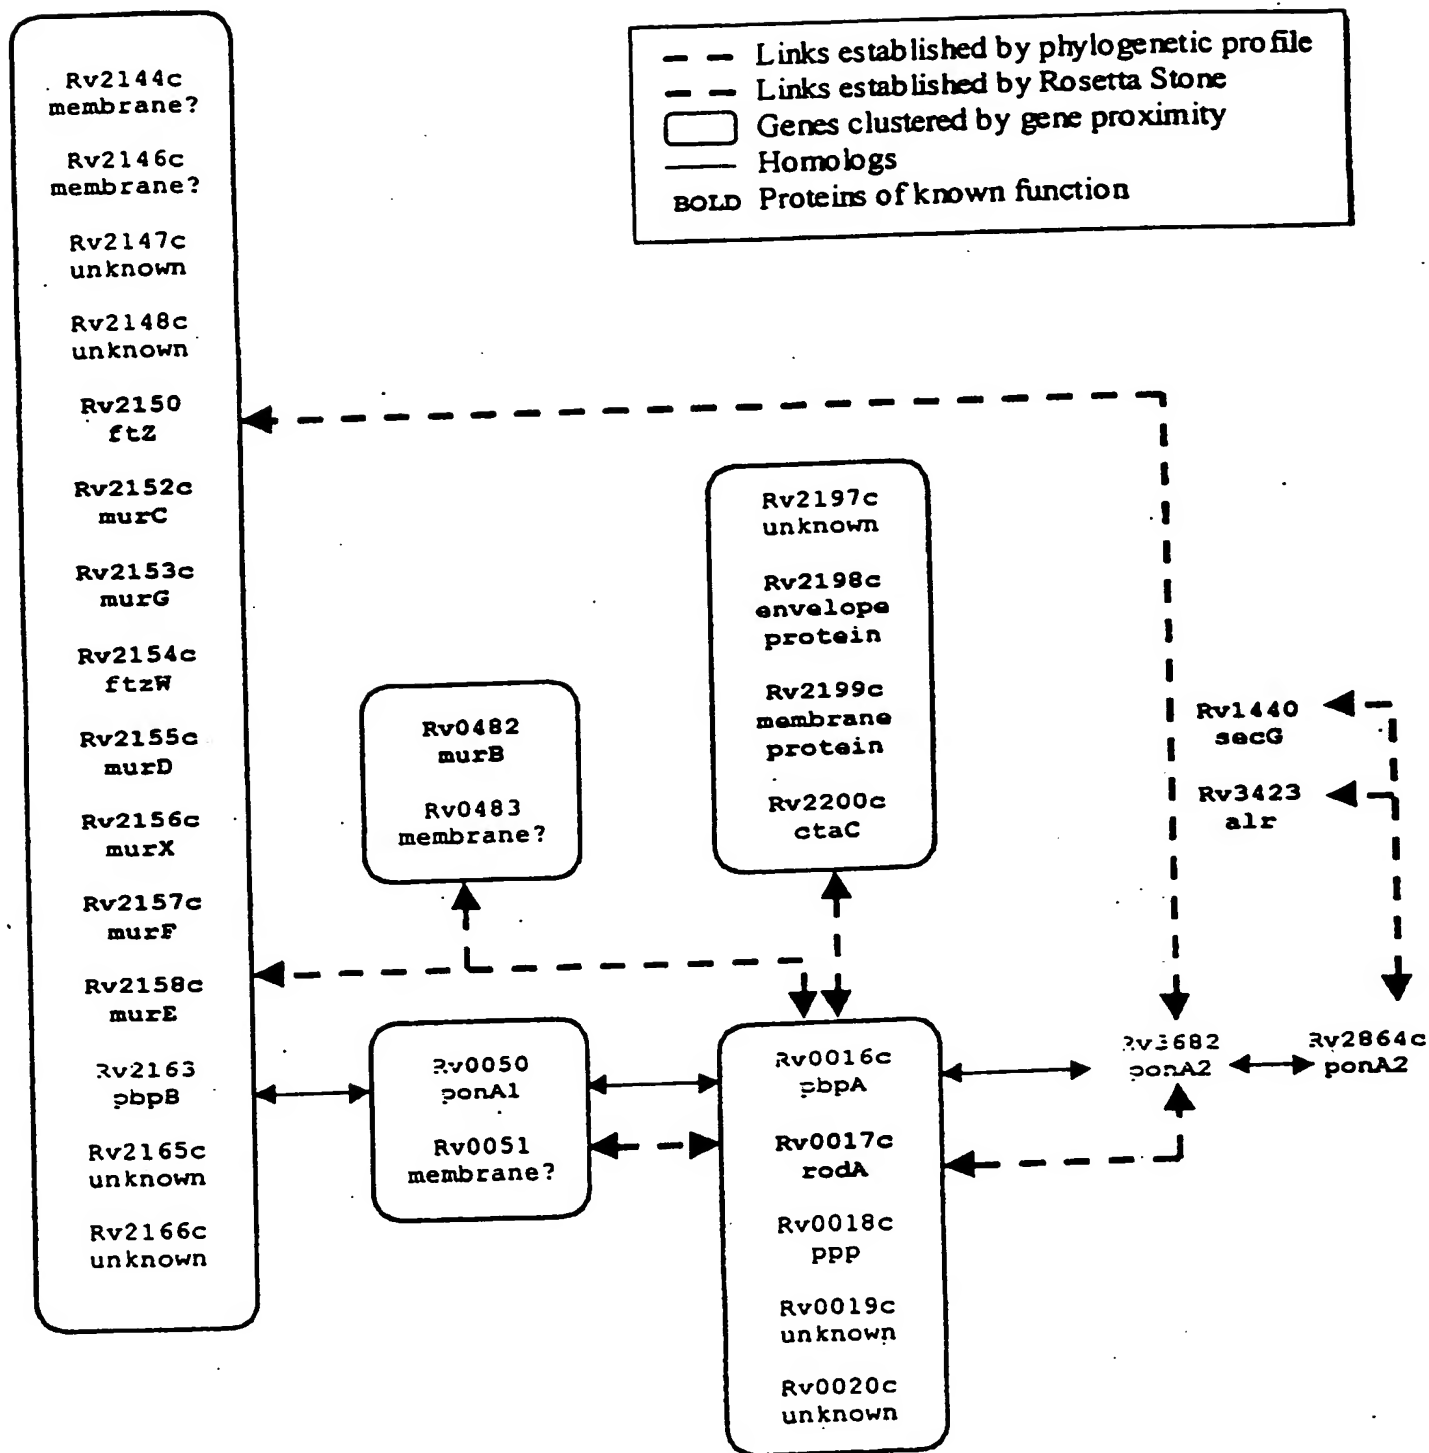 Links established by phylogenetic profile
Links established by Rosetta Stone
Genes clustered by gene proximity
Homologs
BOLD Proteins of known function
Rv2144c
membrane?
Rv2146c
membrane?
Rv2147c
unknown
Rv2148c
unknown
Rv2150
ftZ
Rv2152c
murC
Rv2153c
murG
Rv2154c
ftzW
Rv2155c
murD
Rv2156c
murX
Rv2157c
murF
Rv2158c
murE
Rv2163
pbpB
Rv2165c
unknown
Rv2166c
unknown
Rv0482
murB
Rv0483
membrane?
Rv0050
ponA1
Rv0051
membrane?
Rv2197c
unknown
Rv2198c
envelope
protein
Rv2199c
membrane
protein
Rv2200c
ctaC
Rv0016c
pbpA
Rv0017c
rodA
Rv0018c
ppp
Rv0019c
unknown
Rv0020c
unknown
Rv1440
secG
Rv3423
alr
Rv3682
ponA2
Rv2864c
ponA2